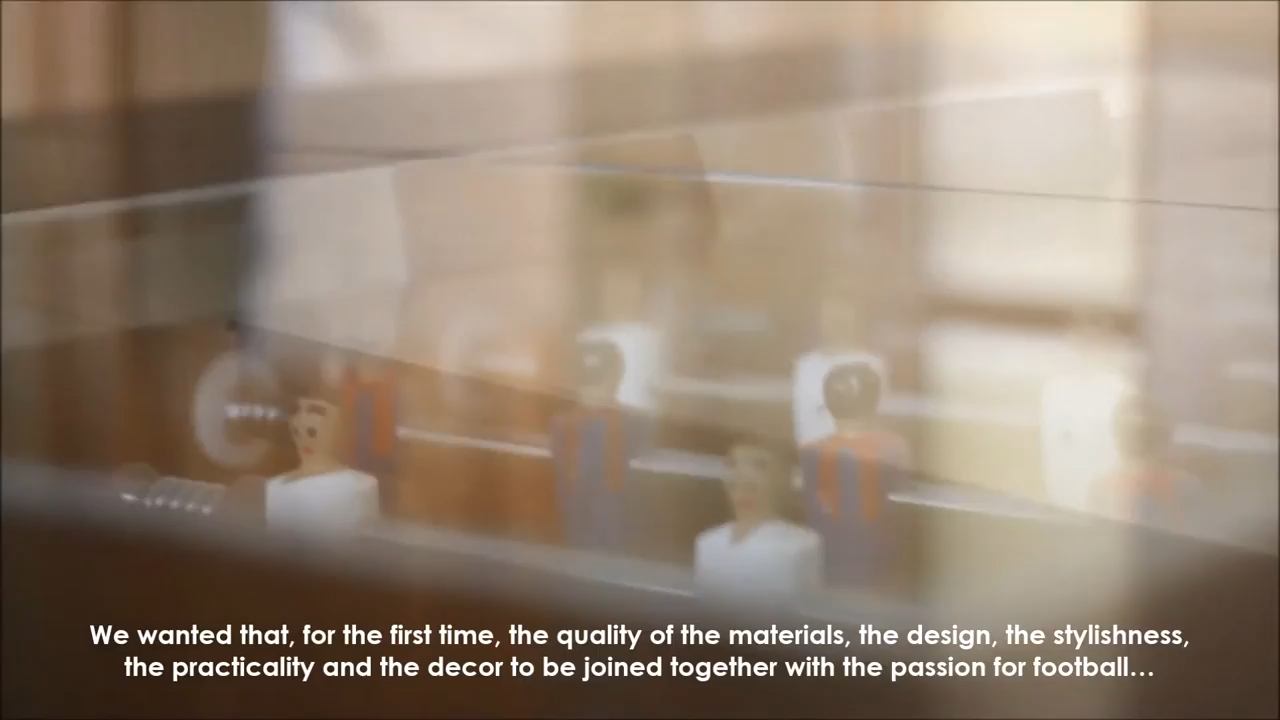 We wanted that, for the first time, the quality of the materials, the design, the stylishness,
the practicality and the decor to be joined together with the passion for football…